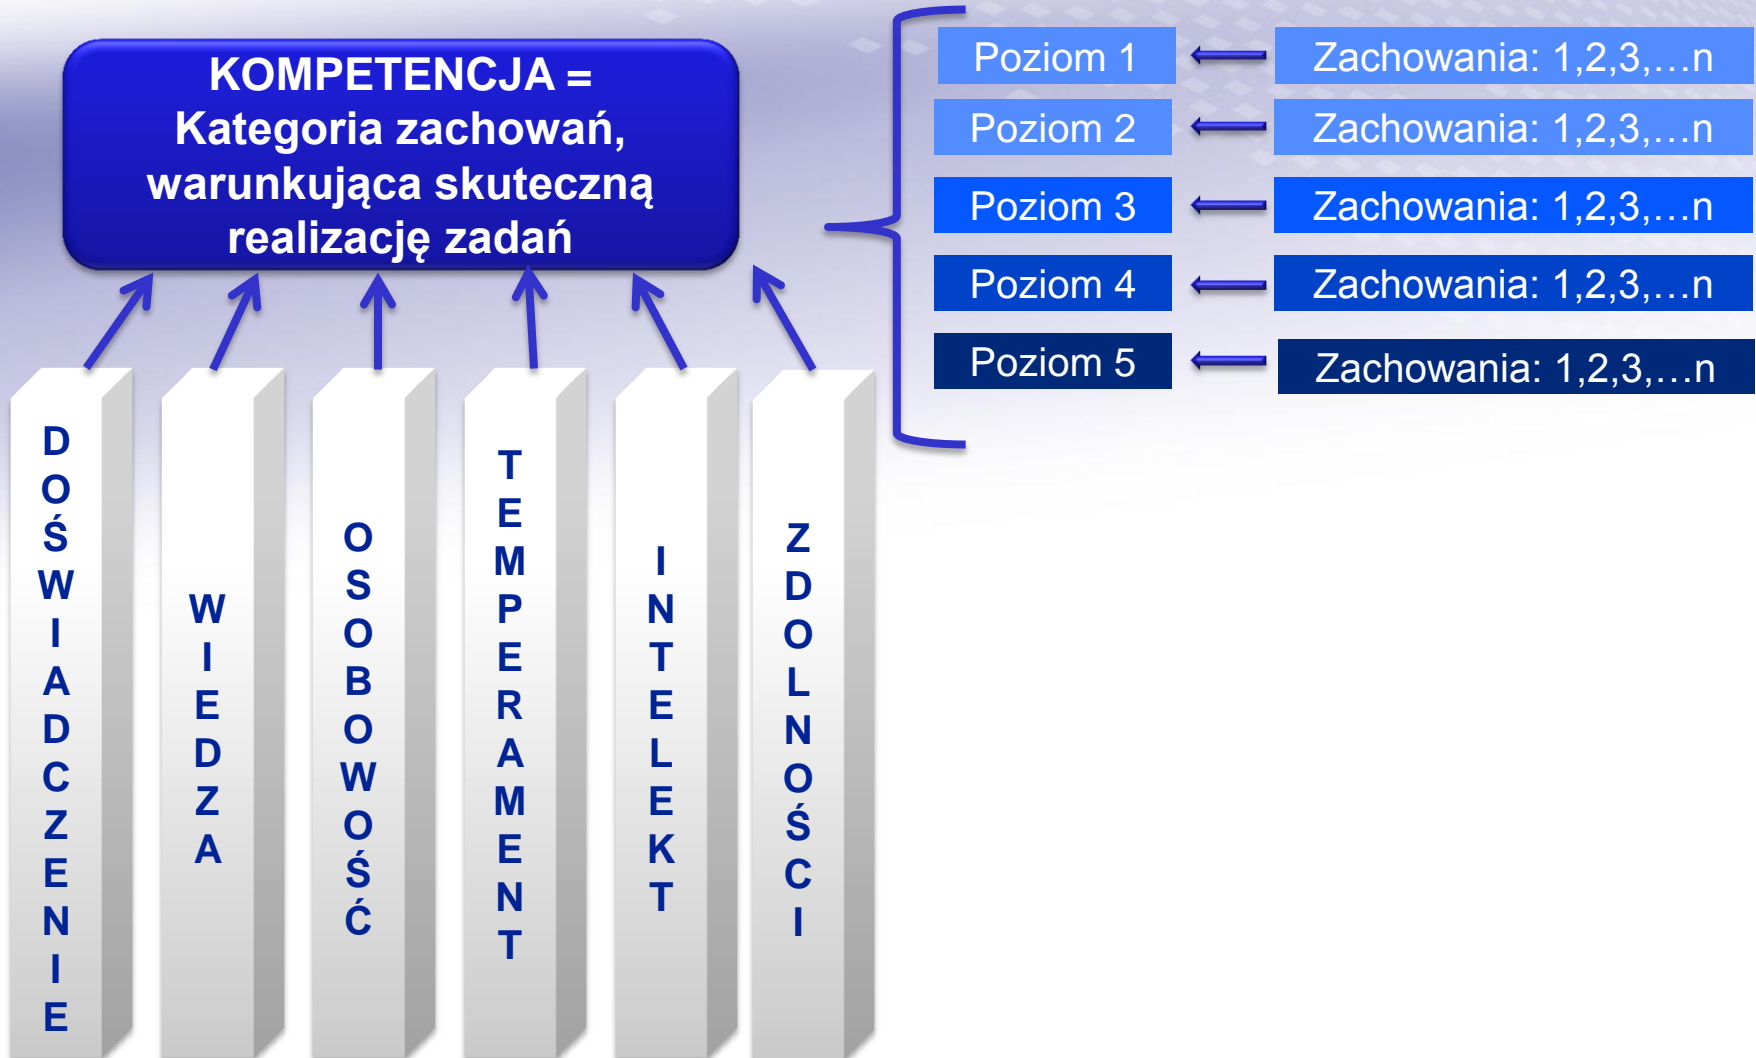 KOMPETENCJA =
Kategoria zachowań,
warunkująca skuteczną
realizację zadań
Poziom 1
Zachowania: 1,2,3,…n
Poziom 2
Zachowania: 1,2,3,…n
Poziom 3
Zachowania: 1,2,3,…n
Poziom 4
Zachowania: 1,2,3,…n
Poziom 5
Zachowania: 1,2,3,…n
DOŚWIADCZENIE
WIEDZA
OSOBOWOŚĆ
TEMPERAMENT
INTELEKT
ZDOLNOŚCI